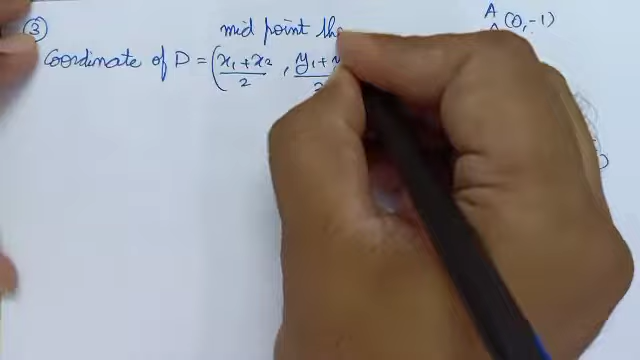 ③ mid point the
A (0,-1)
Coordinate of D = (x₁ + x₂ / 2 , y₁ +